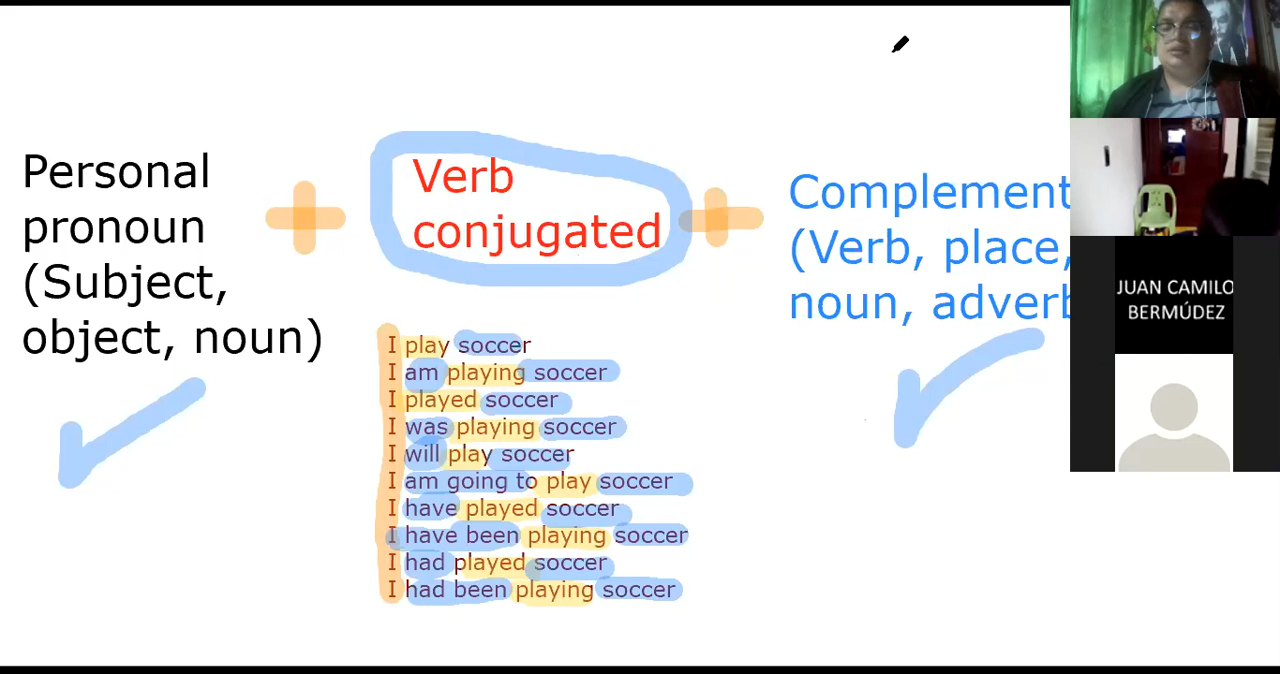 Personal
pronoun
(Subject,
object, noun)
Verb
conjugated
Complement
(Verb, place,
noun, adverb
I play soccer
I am playing soccer
I played soccer
I was playing soccer
I will play soccer
I am going to play soccer
I have played soccer
I have been playing soccer
I had played soccer
I had been playing soccer
JUAN CAMILO
BERMÚDEZ